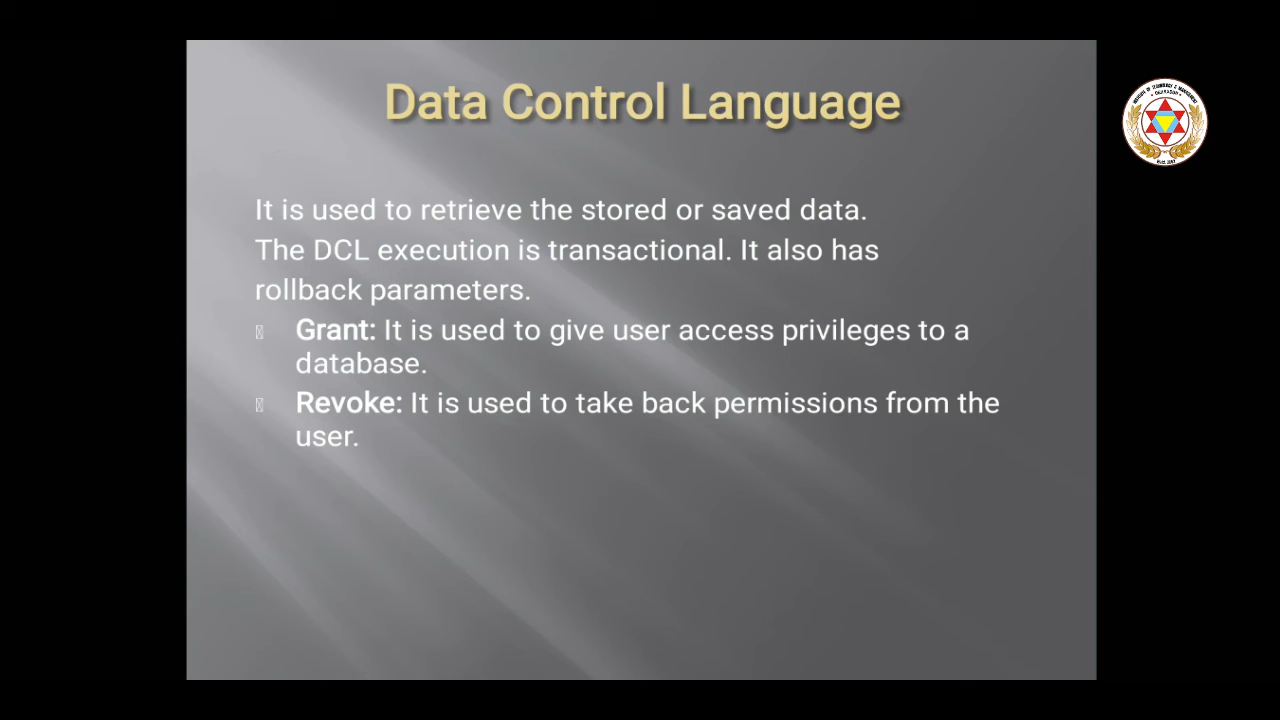 Data Control Language
It is used to retrieve the stored or saved data.
The DCL execution is transactional. It also has
rollback parameters.
Grant: It is used to give user access privileges to a
database.
Revoke: It is used to take back permissions from the
user.